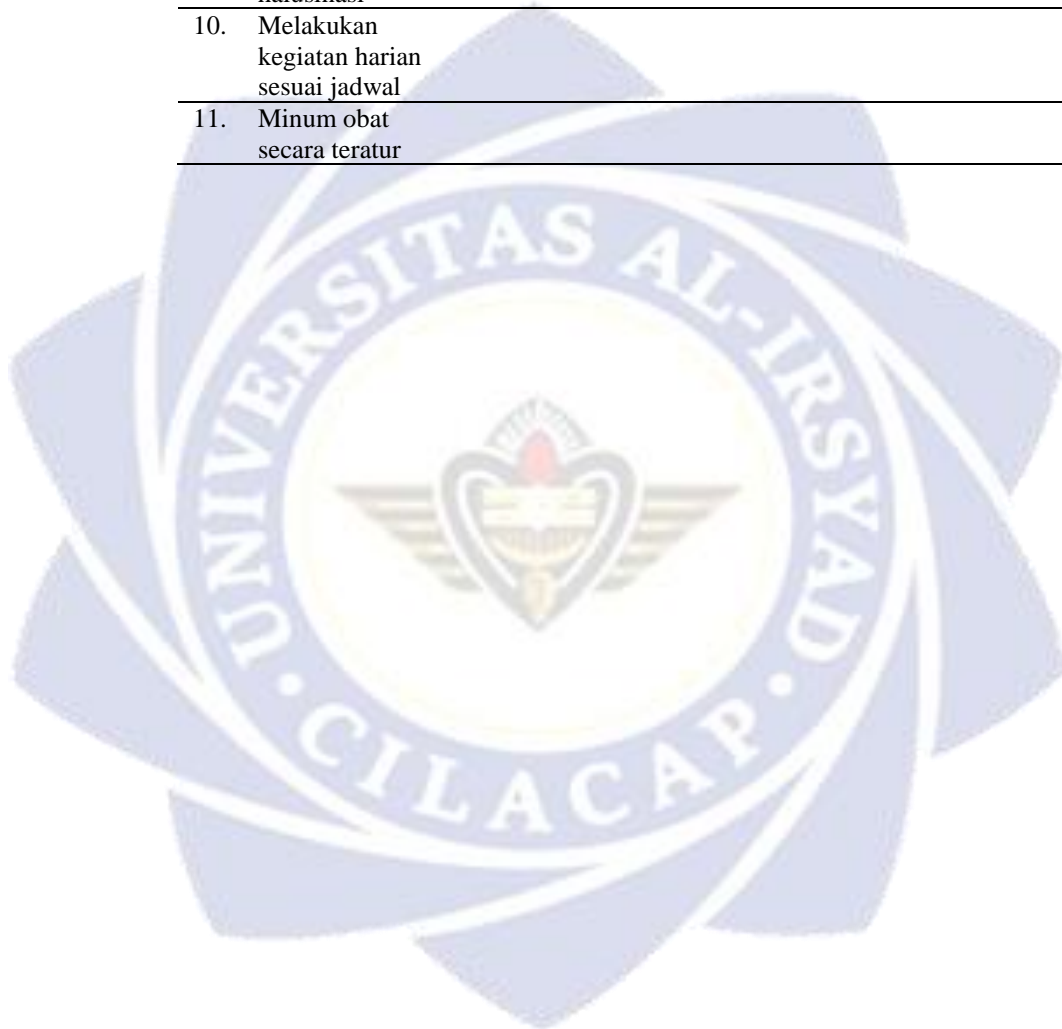 10. Melakukan
kegiatan harian
sesuai jadwal
11. Minum obat
secara teratur
UNIVERSITAS AL-IRSYAD
CILACAP